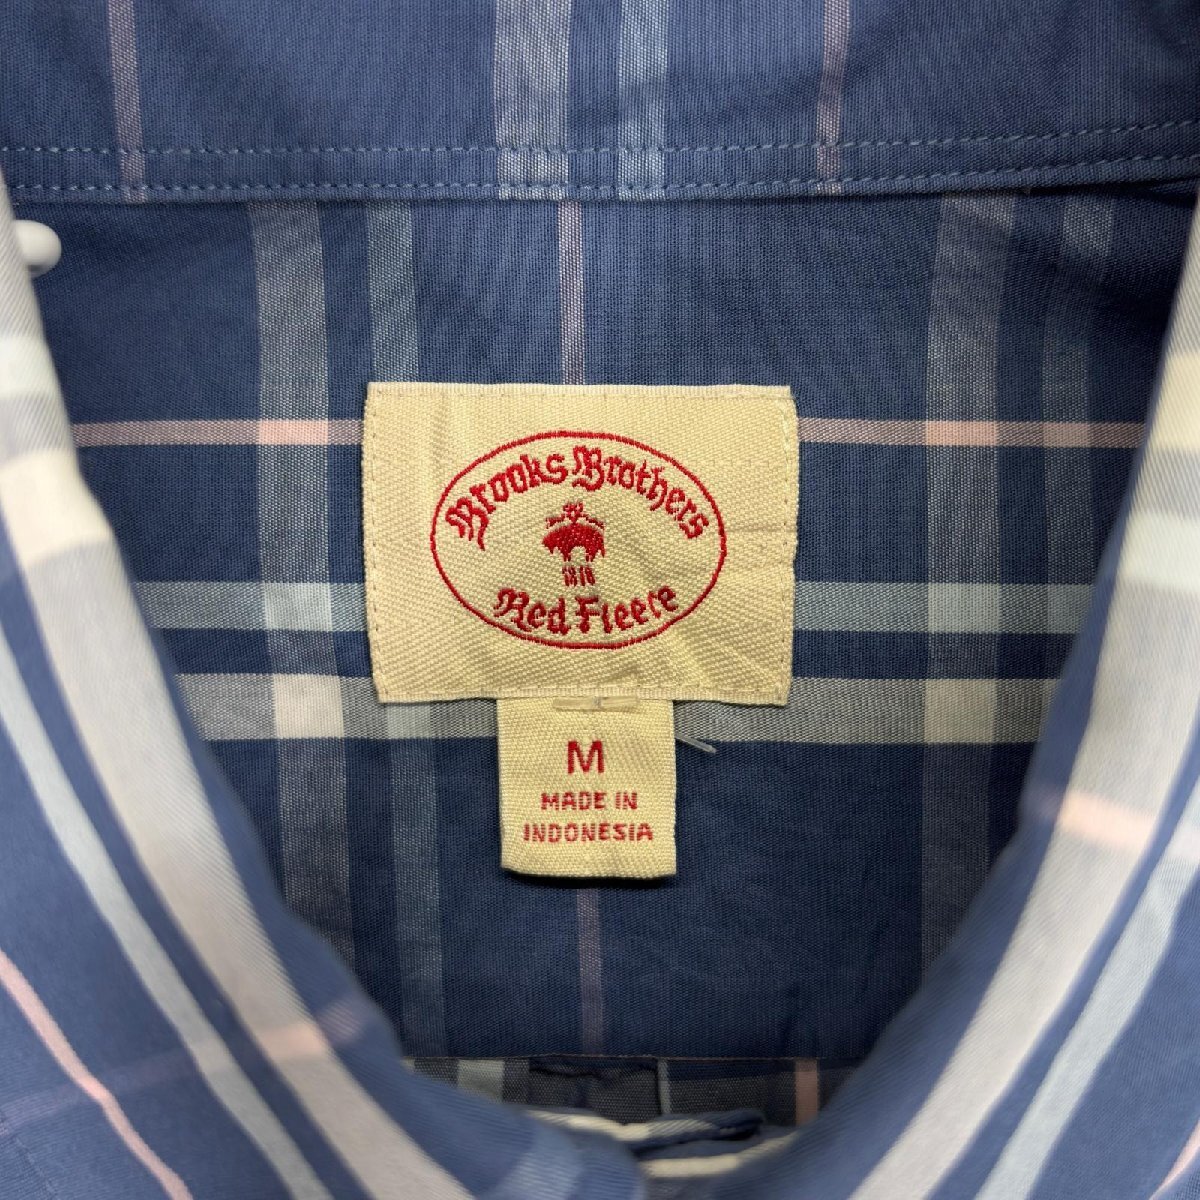 Brooks Brothers
1818
Red Fleece
M
MADE IN
INDONESIA